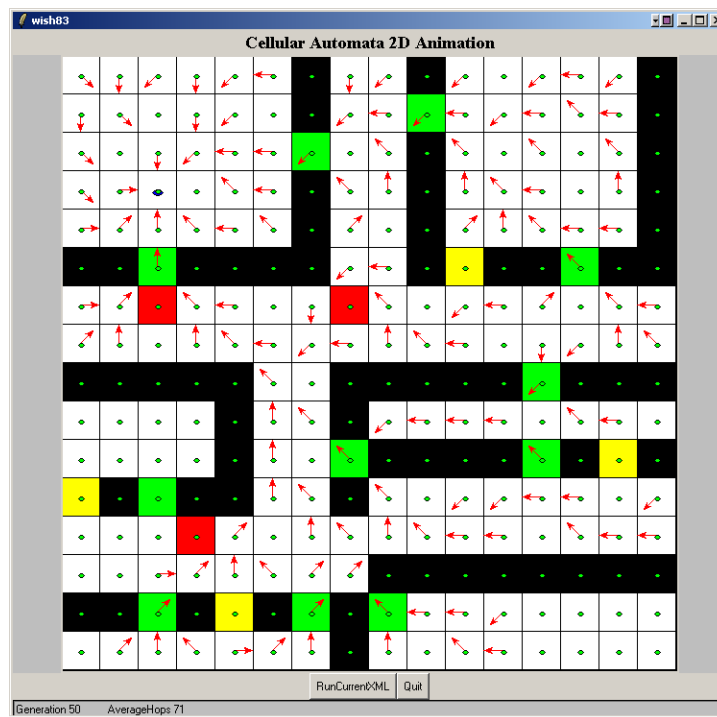 wish83
Cellular Automata 2D Animation
RunCurrentXML Quit
Generation 50 AverageHops 71